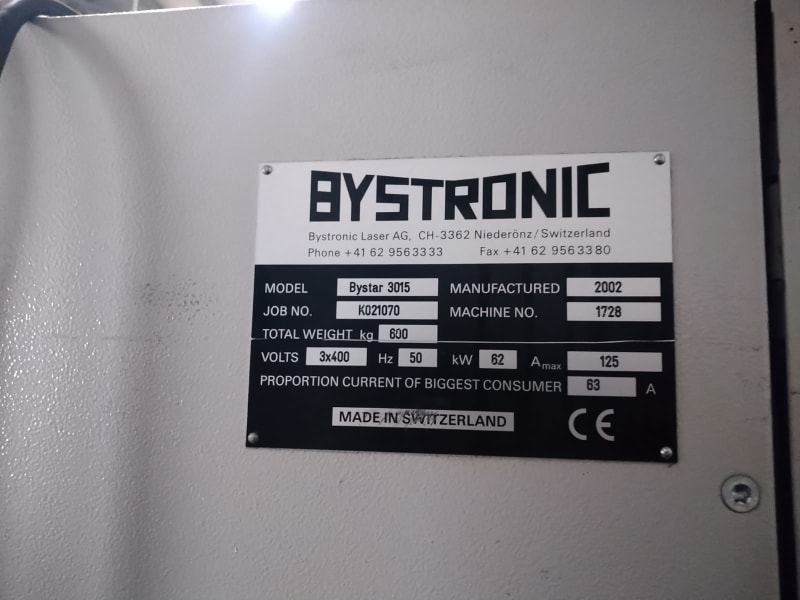 BYSTRONIC
Bystronic Laser AG, CH-3362 Niederönz/Switzerland
Phone +41 62 9563333 Fax +41 62 9563380
MODEL Bystar 3015 MANUFACTURED 2002
JOB NO. K021070 MACHINE NO. 1728
TOTAL WEIGHT kg 600
VOLTS 3x400 Hz 50 kW 62 Amax 125
PROPORTION CURRENT OF BIGGEST CONSUMER 63 A
MADE IN SWITZERLAND CE